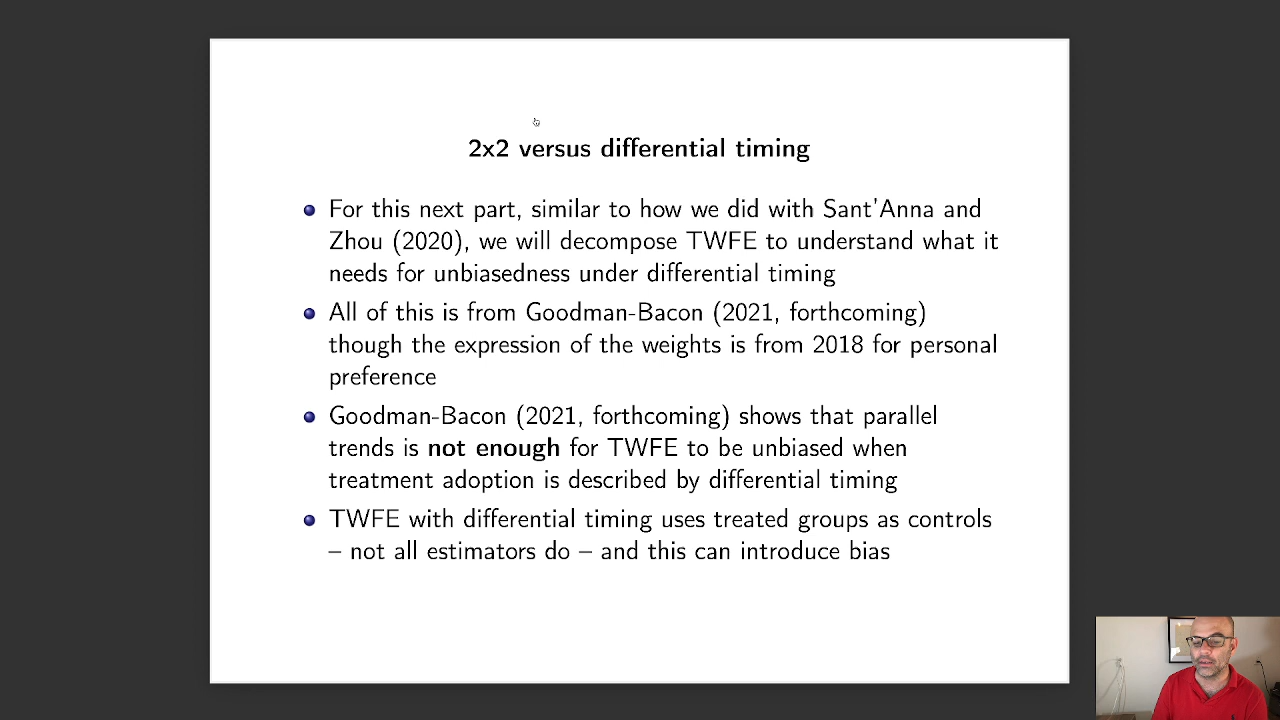 2x2 versus differential timing
For this next part, similar to how we did with Sant'Anna and
Zhou (2020), we will decompose TWFE to understand what it
needs for unbiasedness under differential timing
All of this is from Goodman-Bacon (2021, forthcoming)
though the expression of the weights is from 2018 for personal
preference
Goodman-Bacon (2021, forthcoming) shows that parallel
trends is not enough for TWFE to be unbiased when
treatment adoption is described by differential timing
TWFE with differential timing uses treated groups as controls
– not all estimators do – and this can introduce bias